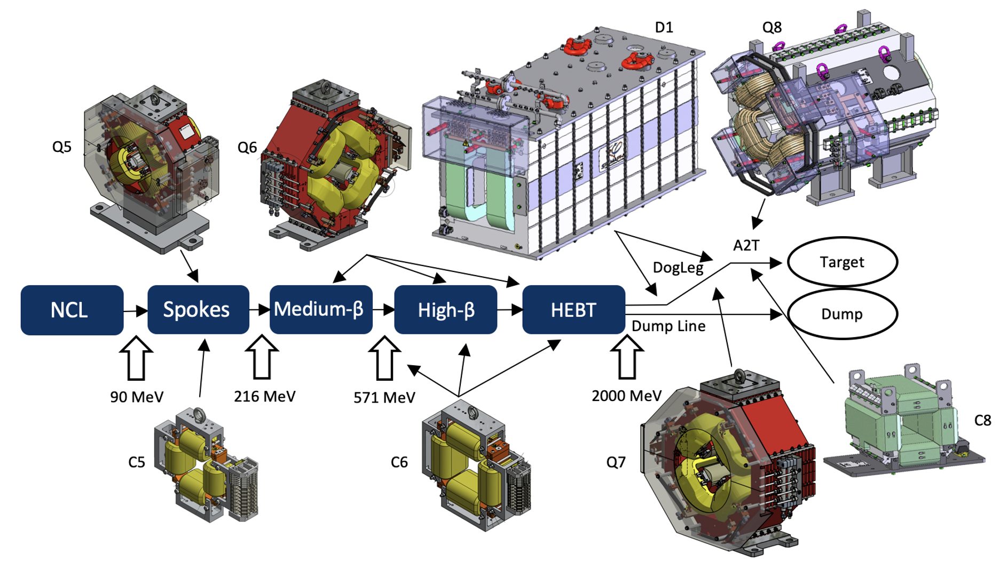 D1
Q8
Q5
Q6
A2T
Target
DogLeg
NCL
Spokes
Medium-β
High-β
HEBT
Dump
Dump Line
90 MeV
216 MeV
571 MeV
2000 MeV
C8
C5
C6
Q7